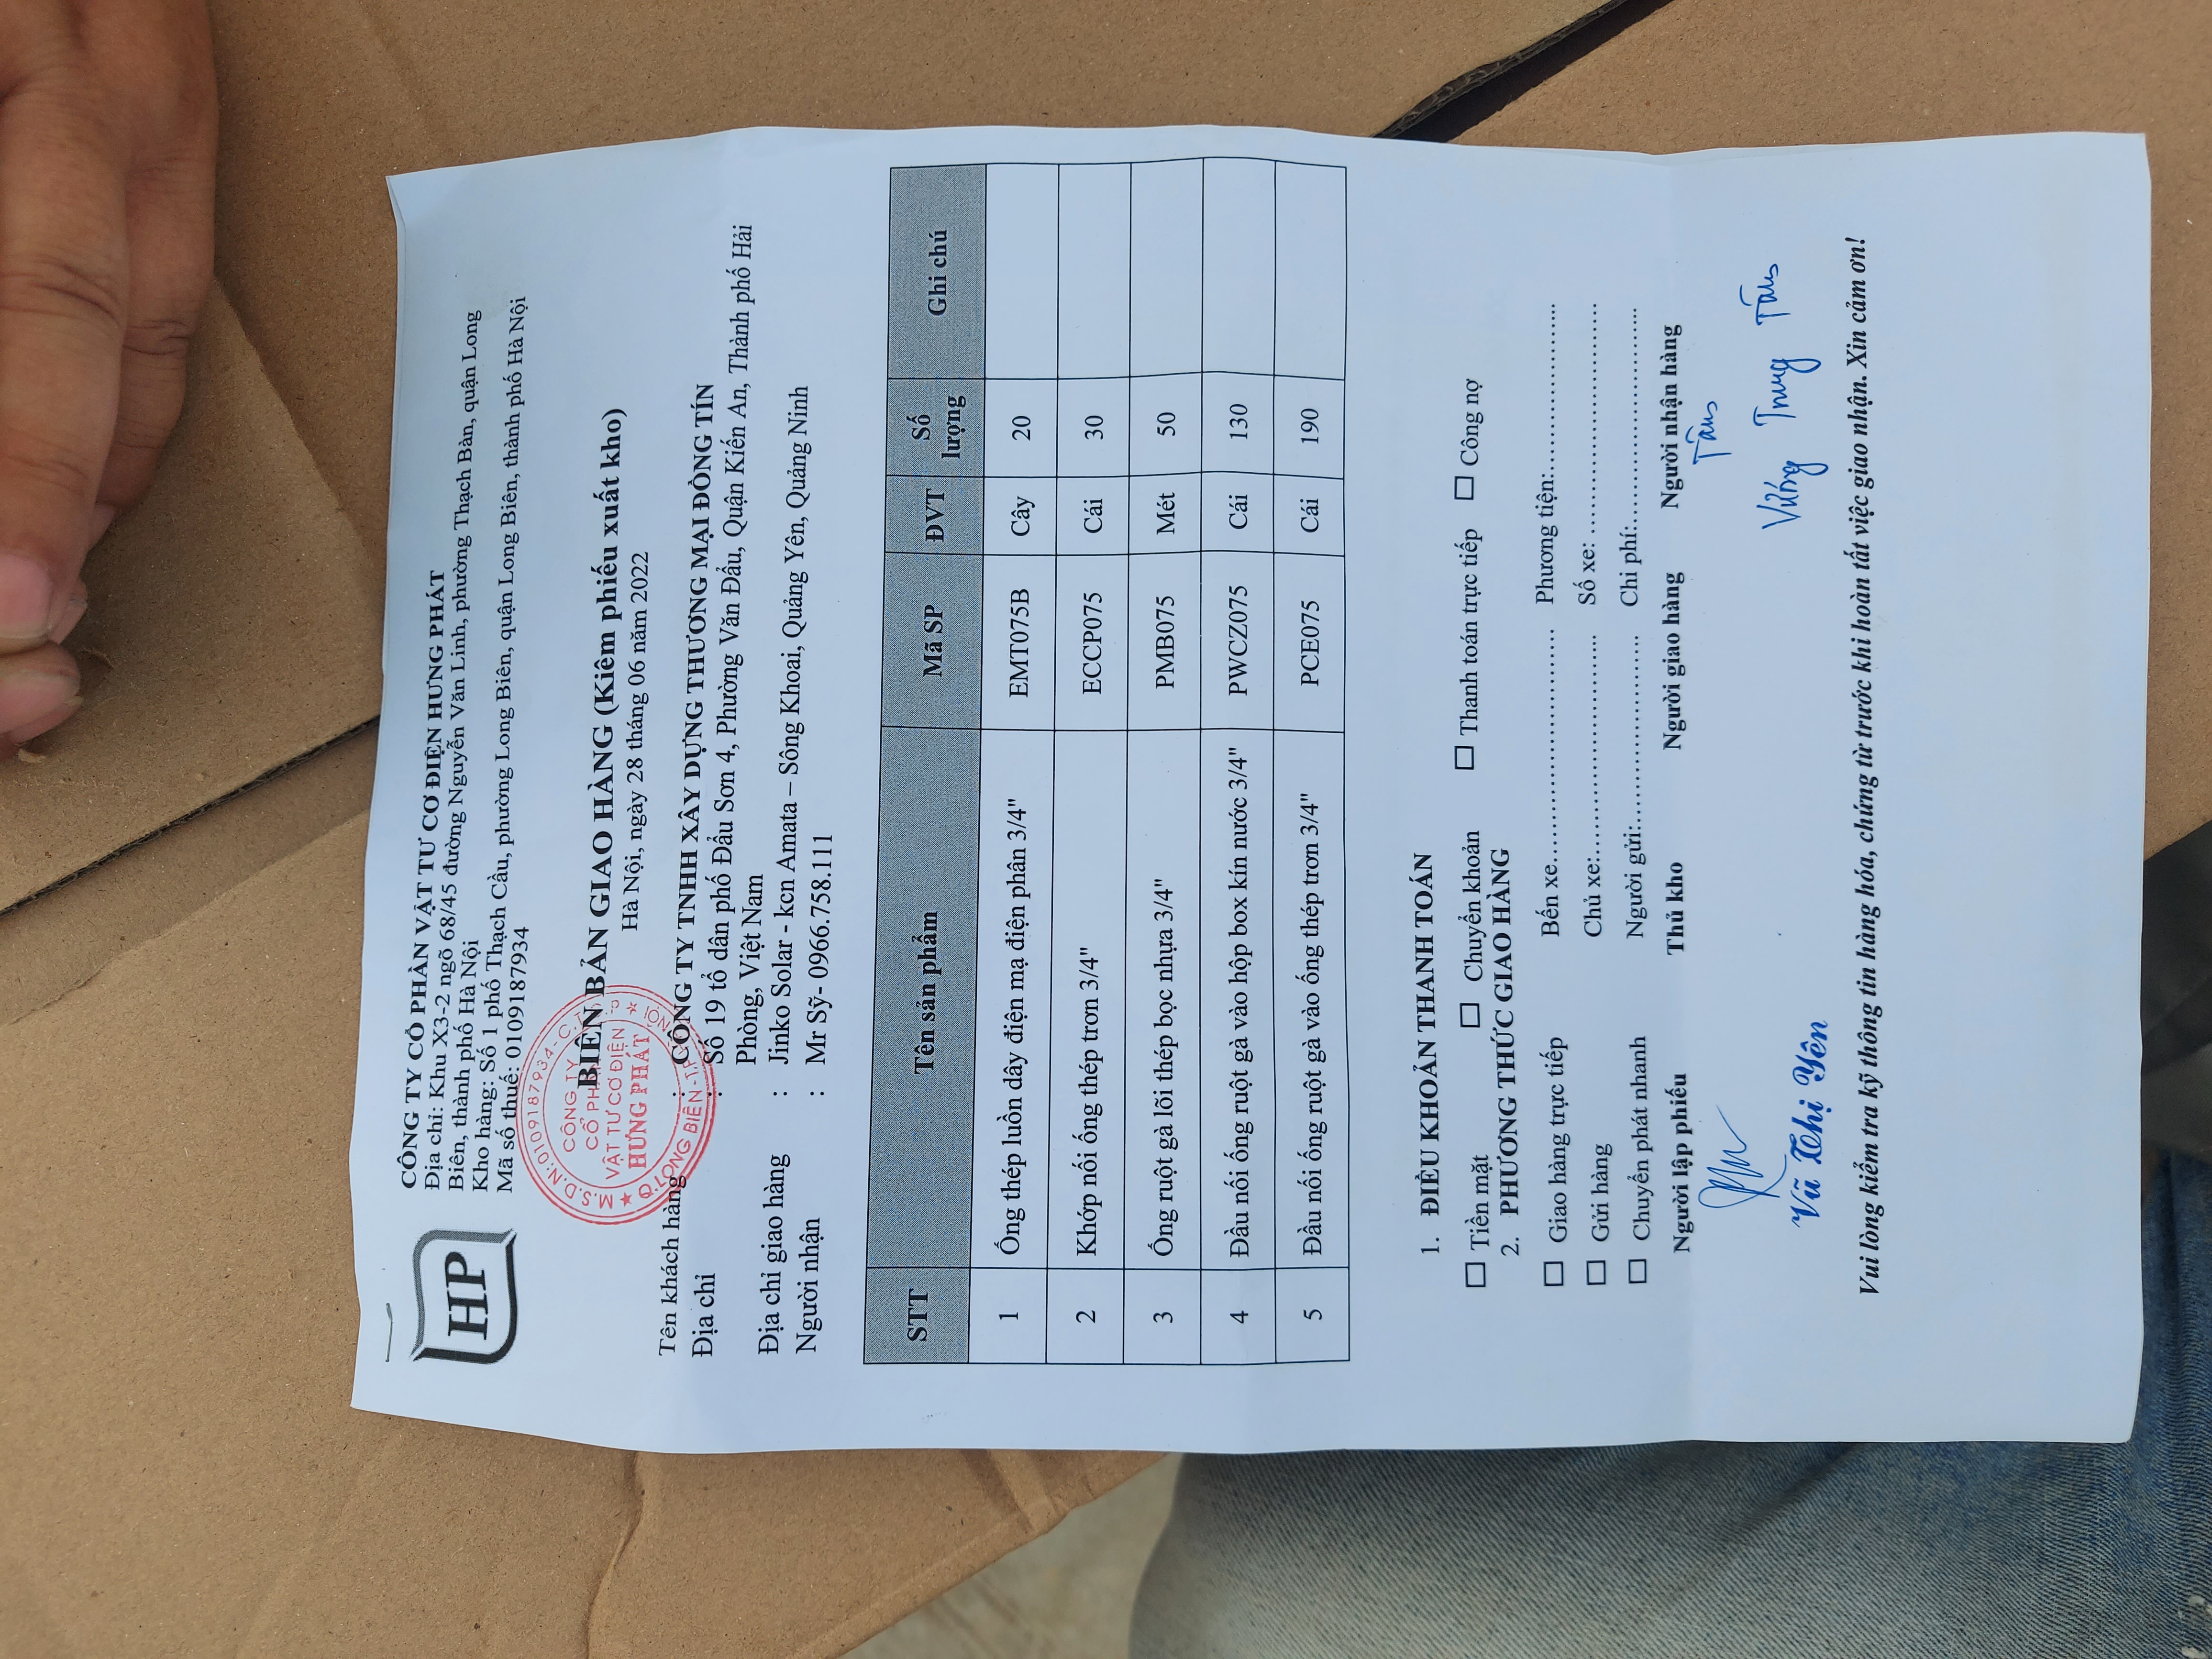 HP
CÔNG TY CỔ PHẦN VẬT TƯ CƠ ĐIỆN HƯNG PHÁT
Địa chỉ: Khu X3-2 ngõ 68/45 đường Nguyễn Văn Linh, phường Thạch Bàn, quận Long
Biên, thành phố Hà Nội
Kho hàng: Số 1 phố Thạch Cầu, phường Long Biên, quận Long Biên, thành phố Hà Nội
Mã số thuế: 0109187934
BIÊN BẢN GIAO HÀNG (Kiêm phiếu xuất kho)
Hà Nội, ngày 28 tháng 06 năm 2022
M.S.D.N:0109187934-C.T.
CÔNG TY
CỔ PHẦN
VẬT TƯ CƠ ĐIỆN
HƯNG PHÁT
Q.LONG BIÊN
Tên khách hàng : CÔNG TY TNHH XÂY DỰNG THƯƠNG MẠI ĐỒNG TÍN
Địa chỉ : Số 19 tổ dân phố Đẩu Sơn 4, Phường Văn Đẩu, Quận Kiến An, Thành phố Hải
Phòng, Việt Nam
Địa chỉ giao hàng : Jinko Solar - kcn Amata – Sông Khoai, Quảng Yên, Quảng Ninh
Người nhận : Mr Sỹ- 0966.758.111
STT Tên sản phẩm Mã SP ĐVT Số lượng Ghi chú
1 Ống thép luồn dây điện mạ điện phân 3/4" EMT075B Cây 20
2 Khớp nối ống thép trơn 3/4" ECCP075 Cái 30
3 Ống ruột gà lõi thép bọc nhựa 3/4" PMB075 Mét 50
4 Đầu nối ống ruột gà vào hộp box kín nước 3/4" PWCZ075 Cái 130
5 Đầu nối ống ruột gà vào ống thép trơn 3/4" PCE075 Cái 190
1. ĐIỀU KHOẢN THANH TOÁN
☐ Tiền mặt ☐ Chuyển khoản ☐ Thanh toán trực tiếp ☐ Công nợ
2. PHƯƠNG THỨC GIAO HÀNG
☐ Giao hàng trực tiếp Bến xe.......................... Phương tiện:......................
☐ Gửi hàng Chủ xe:.......................... Số xe: ..........................
☐ Chuyển phát nhanh Người gửi:...................... Chi phí:.........................
Người lập phiếu Thủ kho Người giao hàng Người nhận hàng
Tâm
Vũ Thị Yên Vương Trung Tâm
Vui lòng kiểm tra kỹ thông tin hàng hóa, chứng từ trước khi hoàn tất việc giao nhận. Xin cảm ơn!